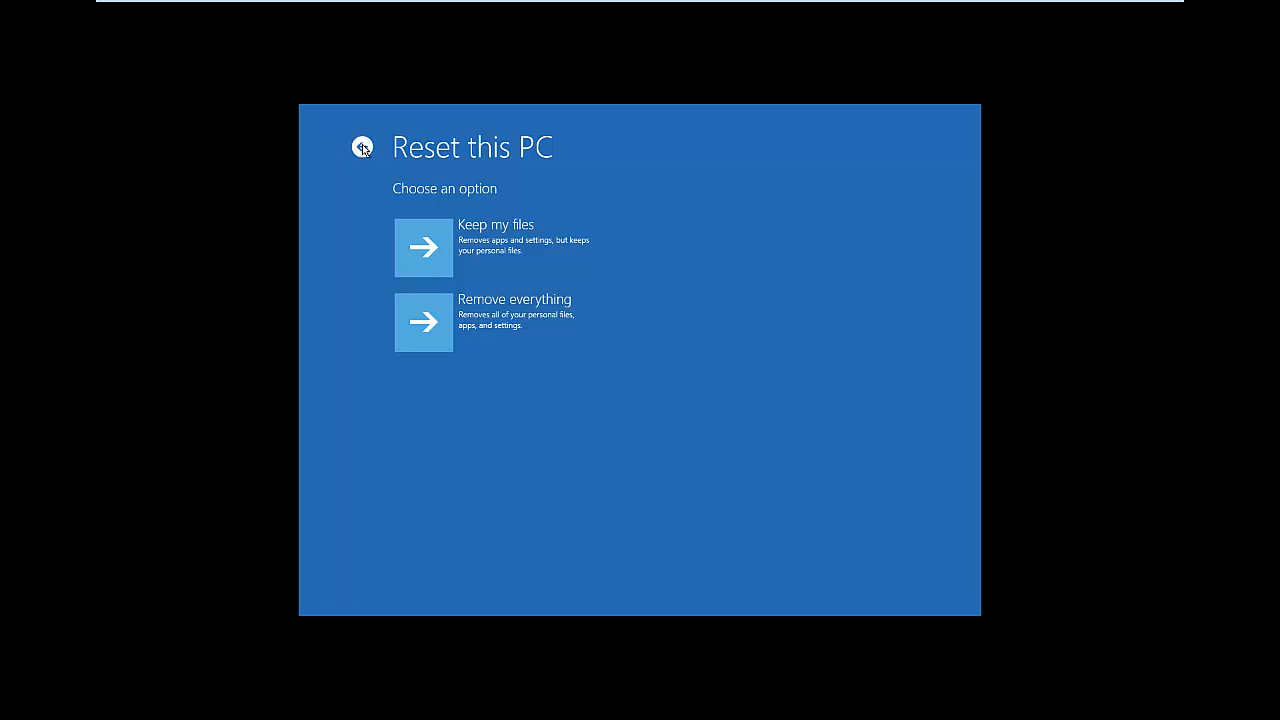 Reset this PC
Choose an option
Keep my files
Removes apps and settings, but keeps
your personal files.
Remove everything
Removes all of your personal files,
apps, and settings.